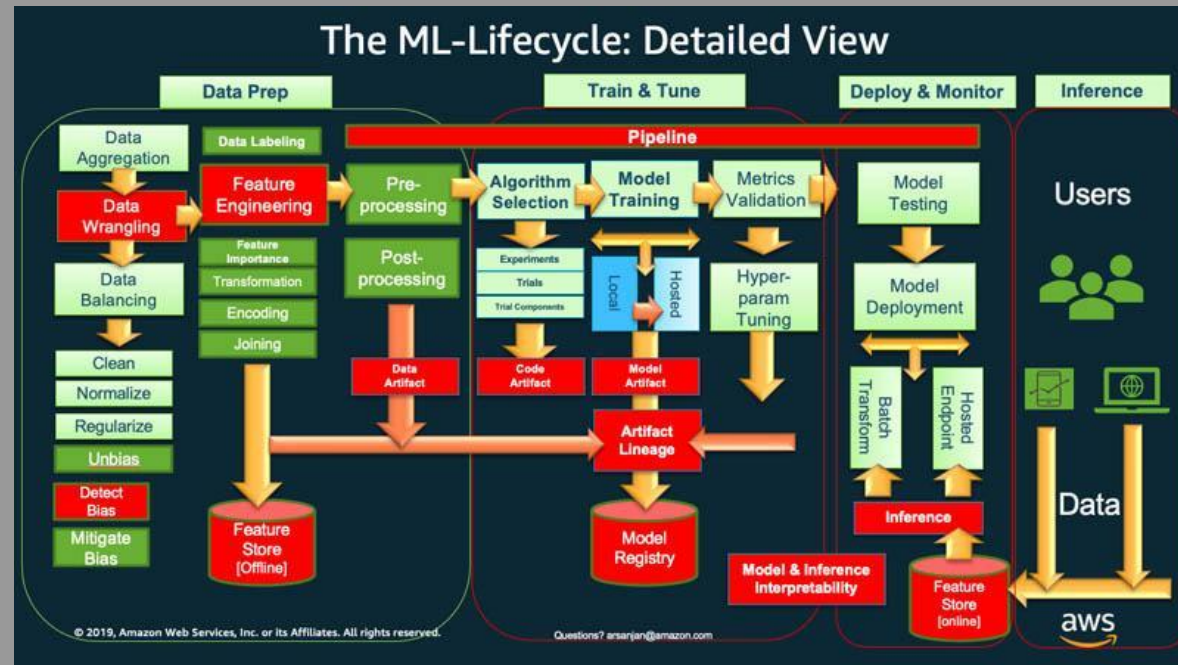 The ML-Lifecycle: Detailed View
Data Prep
Train & Tune
Deploy & Monitor
Inference
Pipeline
Data
Aggregation
Data
Wrangling
Data
Balancing
Clean
Normalize
Regularize
Unbias
Detect
Bias
Mitigate
Bias
Data Labeling
Feature
Engineering
Feature
Importance
Transformation
Encoding
Joining
Feature
Store
[Offline]
Pre-
processing
Post-
processing
Data
Artifact
Algorithm
Selection
Experiments
Trials
Trial Components
Code
Artifact
Model
Training
Local
Hosted
Model
Artifact
Artifact
Lineage
Model
Registry
Metrics
Validation
Hyper-
param
Tuning
Model & Inference
Interpretability
Model
Testing
Model
Deployment
Batch
Transform
Hosted
Endpoint
Inference
Feature
Store
[online]
Users
Data
aws
© 2019, Amazon Web Services, Inc. or its Affiliates. All rights reserved.
Questions? arsanjan@amazon.com